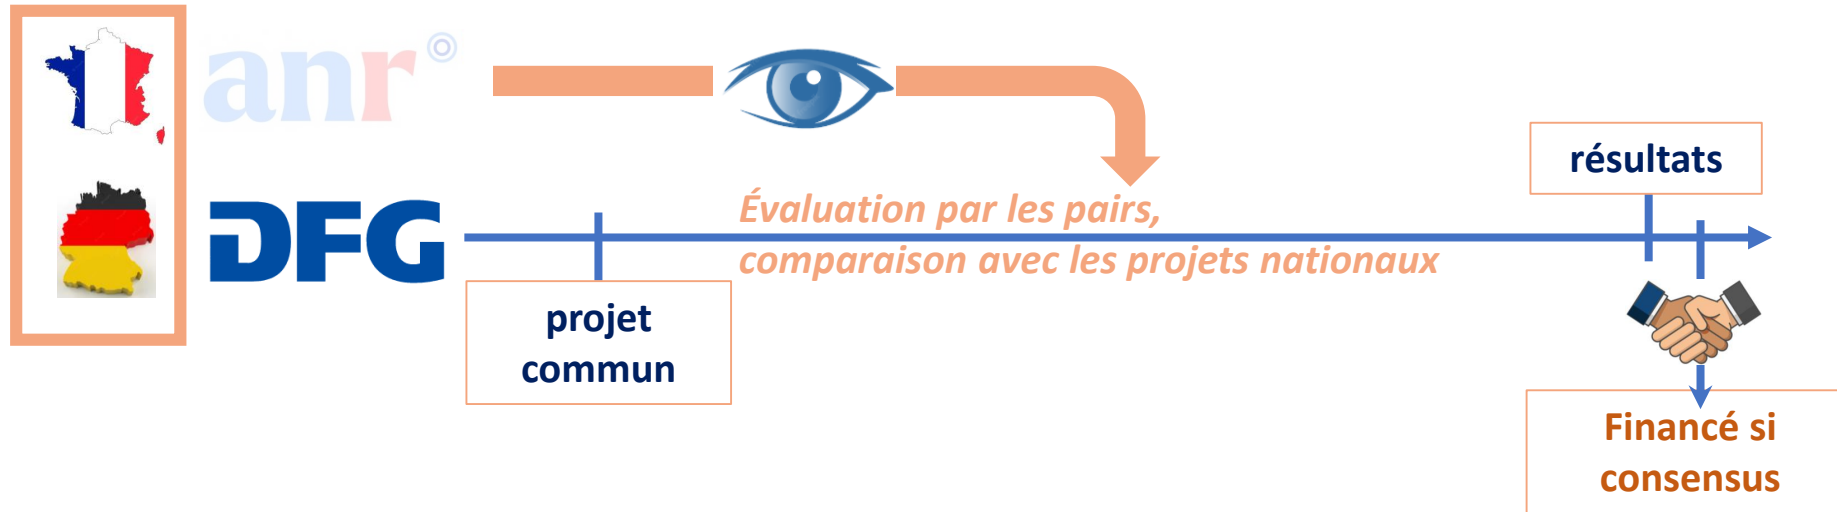 anr
DFG
Évaluation par les pairs,
comparaison avec les projets nationaux
projet
commun
résultats
Financé si
consensus